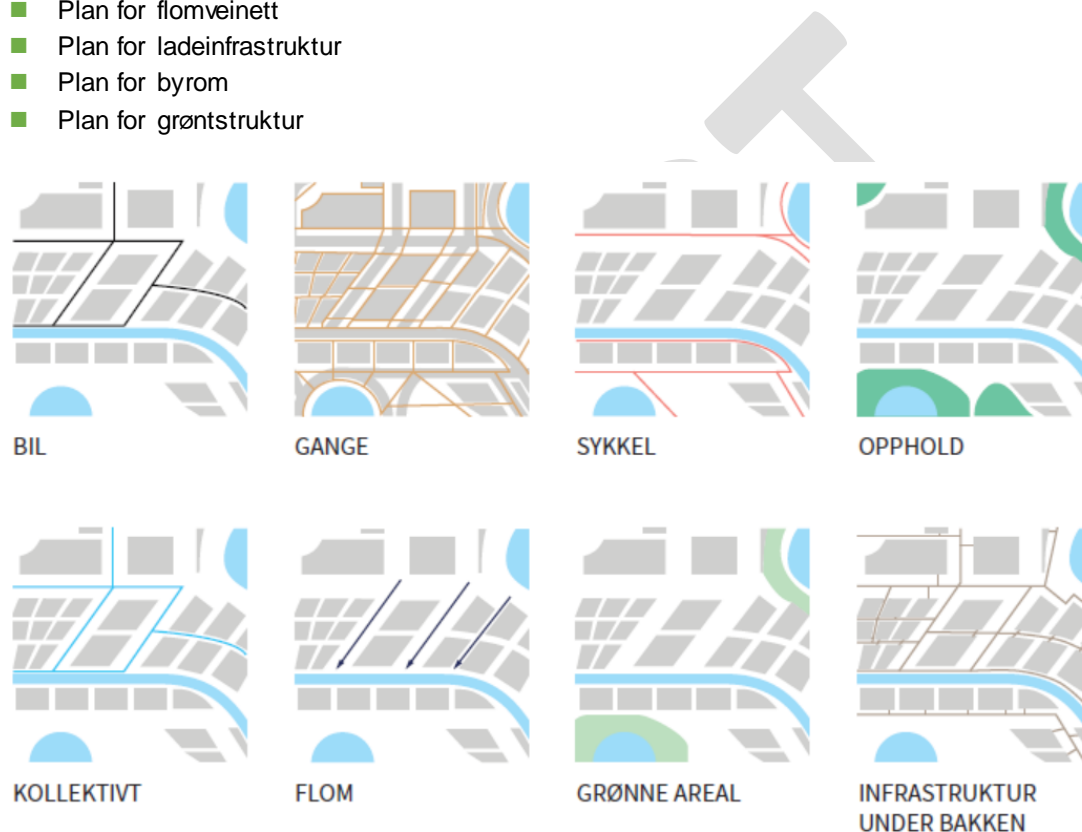 Plan for flomveinett
Plan for ladeinfrastruktur
Plan for byrom
Plan for grøntstruktur
BIL
GANGE
SYKKEL
OPPHOLD
KOLLEKTIVT
FLOM
GRØNNE AREAL
INFRASTRUKTUR
UNDER BAKKEN